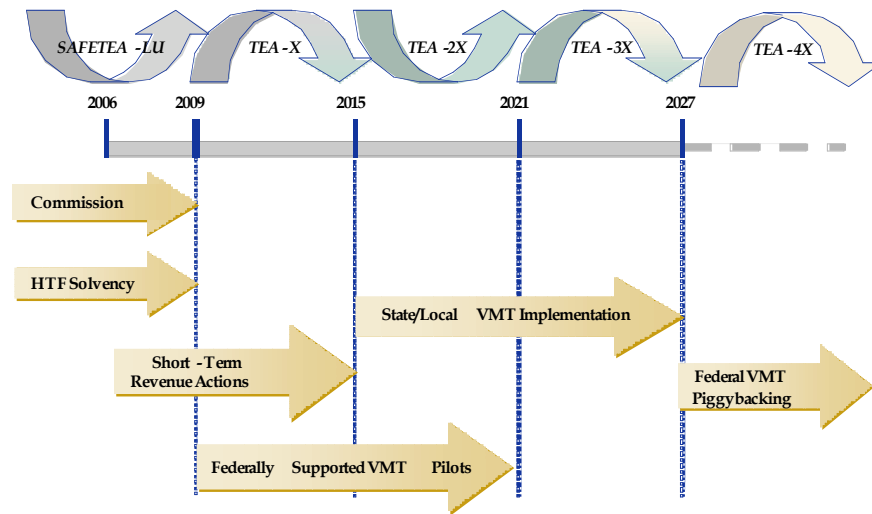 SAFETEA -LU
TEA -X
TEA -2X
TEA -3X
TEA -4X
2006
2009
2015
2021
2027
Commission
HTF Solvency
State/Local VMT Implementation
Short -Term
Revenue Actions
Federal VMT
Piggybacking
Federally Supported VMT Pilots